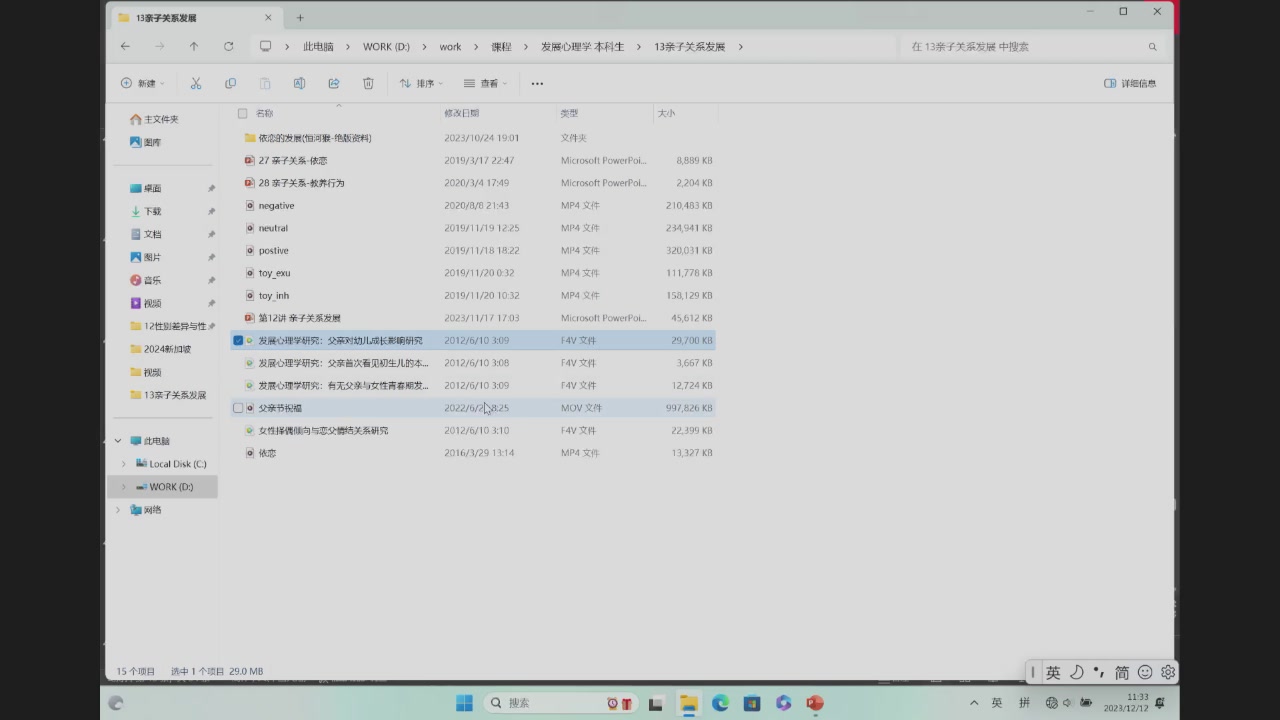 13亲子关系发展
此电脑 > WORK (D:) > work > 课程 > 发展心理学 本科生 > 13亲子关系发展 >
在 13亲子关系发展 中搜索
新建
排序
查看
详细信息
名称 修改日期 类型 大小
主文件夹
图库
桌面
下载
文档
图片
音乐
视频
12性别差异与性
2024新加坡
视频
13亲子关系发展
此电脑
Local Disk (C:)
WORK (D:)
网络
依恋的发展(恒河猴-绝版资料) 2023/10/24 19:01 文件夹
27 亲子关系-依恋 2019/3/17 22:47 Microsoft PowerPoi... 8,889 KB
28 亲子关系-教养行为 2020/3/4 17:49 Microsoft PowerPoi... 2,204 KB
negative 2020/8/8 21:43 MP4 文件 210,483 KB
neutral 2019/11/19 12:25 MP4 文件 234,941 KB
postive 2019/11/18 18:22 MP4 文件 320,031 KB
toy_exu 2019/11/20 0:32 MP4 文件 111,778 KB
toy_inh 2019/11/20 10:32 MP4 文件 158,129 KB
第12讲 亲子关系发展 2023/11/17 17:03 Microsoft PowerPoi... 45,612 KB
发展心理学研究：父亲对幼儿成长影响研究 2012/6/10 3:09 F4V 文件 29,700 KB
发展心理学研究：父亲首次看见初生儿的本... 2012/6/10 3:08 F4V 文件 3,667 KB
发展心理学研究：有无父亲与女性青春期发... 2012/6/10 3:09 F4V 文件 12,724 KB
父亲节祝福 8:25 MOV 文件 997,826 KB
女性择偶倾向与恋父情结关系研究 2012/6/10 3:10 F4V 文件 22,399 KB
依恋 2016/3/29 13:14 MP4 文件 13,327 KB
15 个项目 选中 1 个项目 29.0 MB
英 简
搜索
英 拼
11:33
2023/12/12